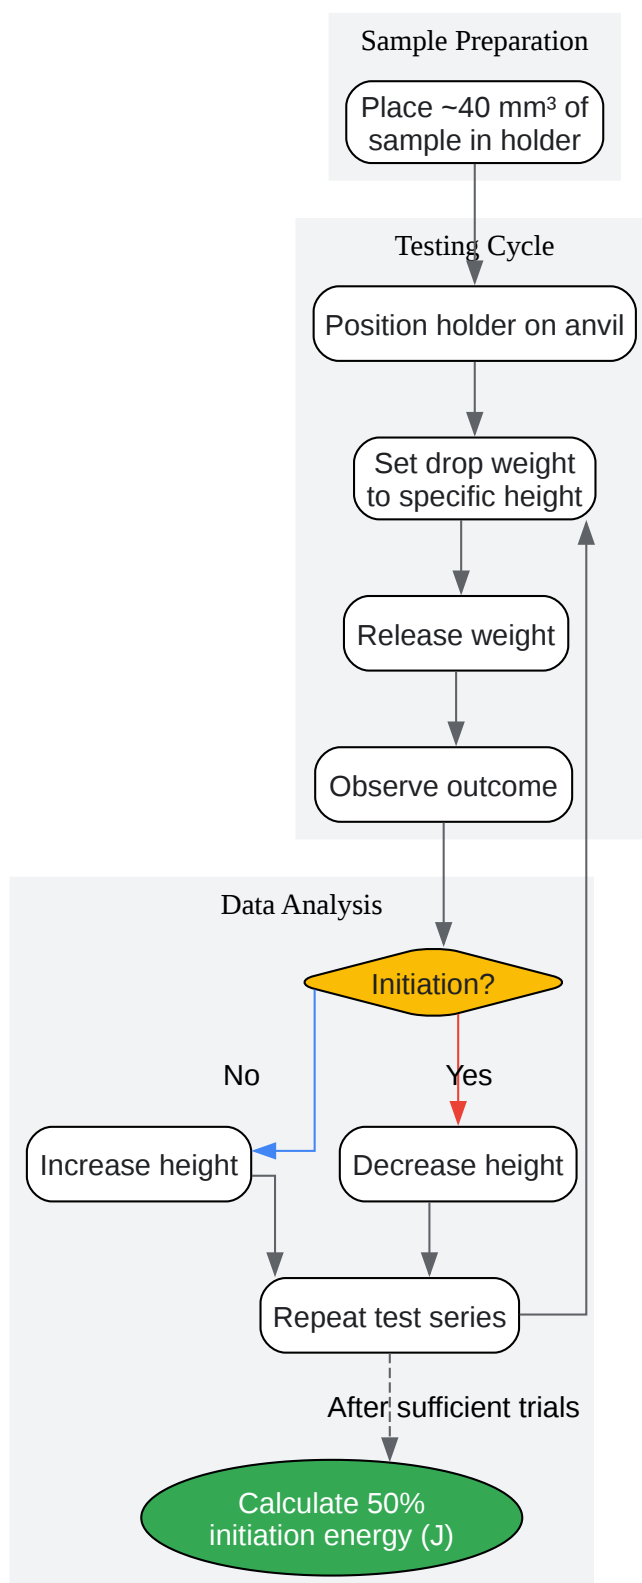 Sample Preparation
Place ~40 mm³ of
sample in holder
Testing Cycle
Position holder on anvil
Set drop weight
to specific height
Release weight
Observe outcome
Data Analysis
Initiation?
No
Yes
Increase height
Decrease height
Repeat test series
After sufficient trials
Calculate 50%
initiation energy (J)